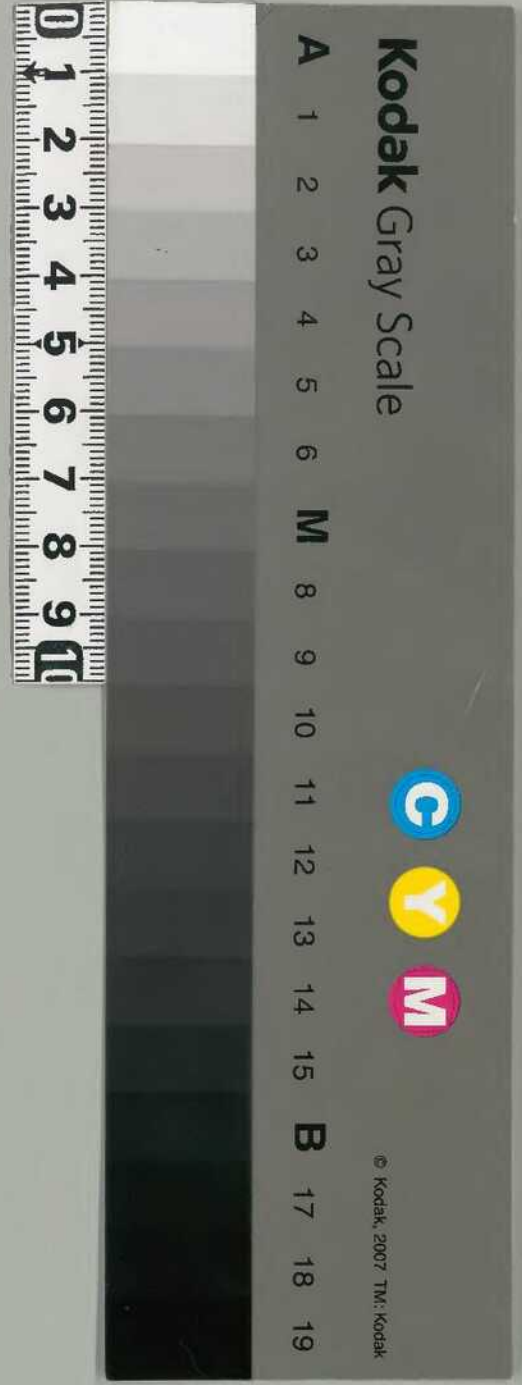 Kodak Gray Scale
C Y M
© Kodak, 2007 TM: Kodak
A 1 2 3 4 5 6 M 8 9 10 11 12 13 14 15 B 17 18 19
0 1 2 3 4 5 6 7 8 9 10